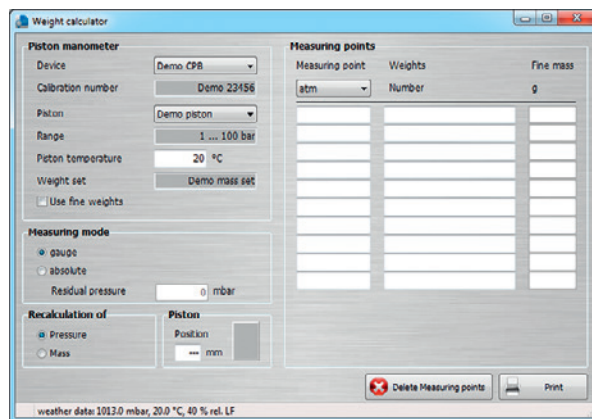 Weight calculator
Piston manometer
Device Demo CPB
Calibration number Demo 23456
Piston Demo piston
Range 1 ... 100 bar
Piston temperature 20 °C
Weight set Demo mass set
Use fine weights
Measuring mode
gauge
absolute
Residual pressure 0 mbar
Recalculation of
Pressure
Mass
Piston
Position
--- mm
Measuring points
Measuring point Weights Fine mass
atm Number g
Delete Measuring points Print
weather data: 1013.0 mbar, 20.0 °C, 40 % rel. LF